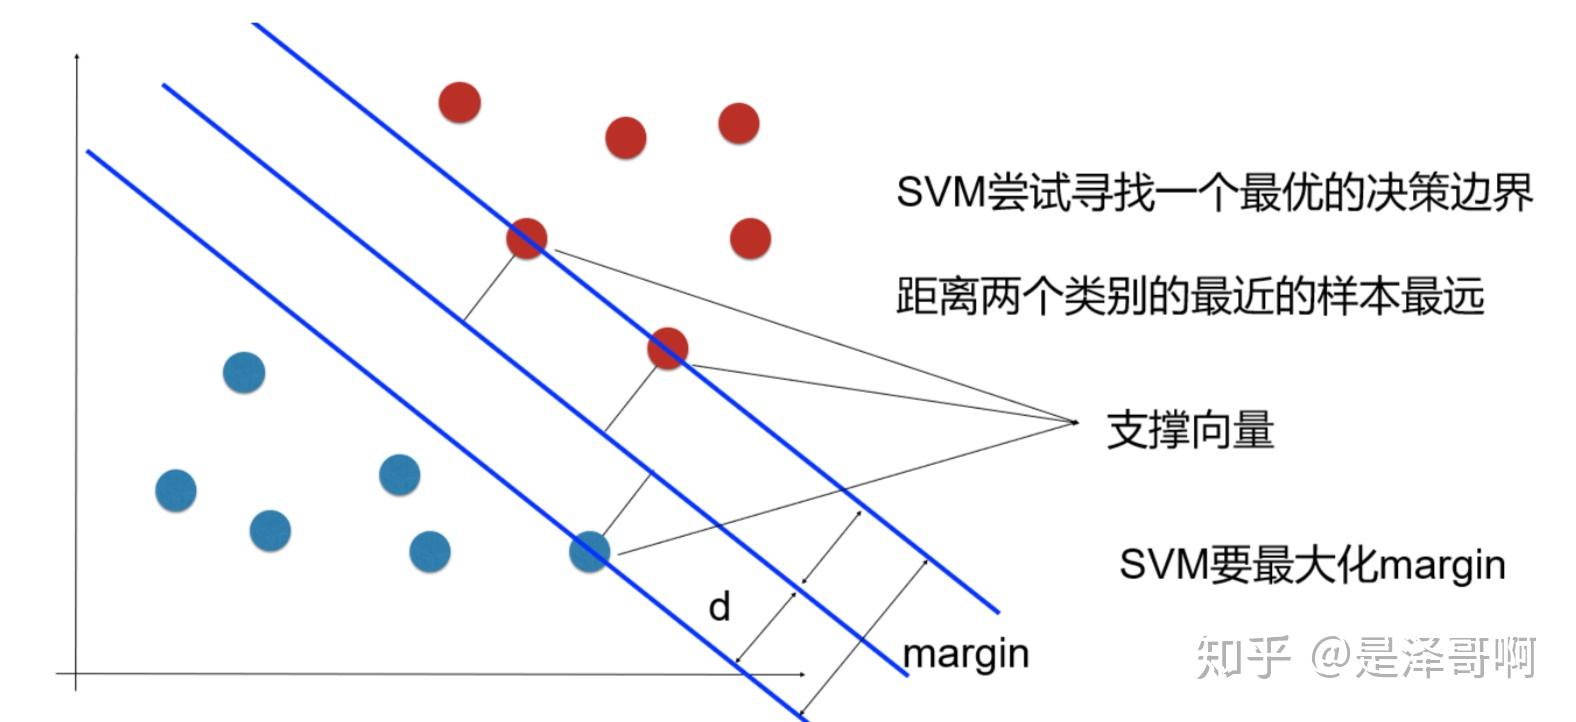 SVM尝试寻找一个最优的决策边界
距离两个类别的最近的样本最远
支撑向量
SVM要最大化margin
d
margin
知乎 @是泽哥啊